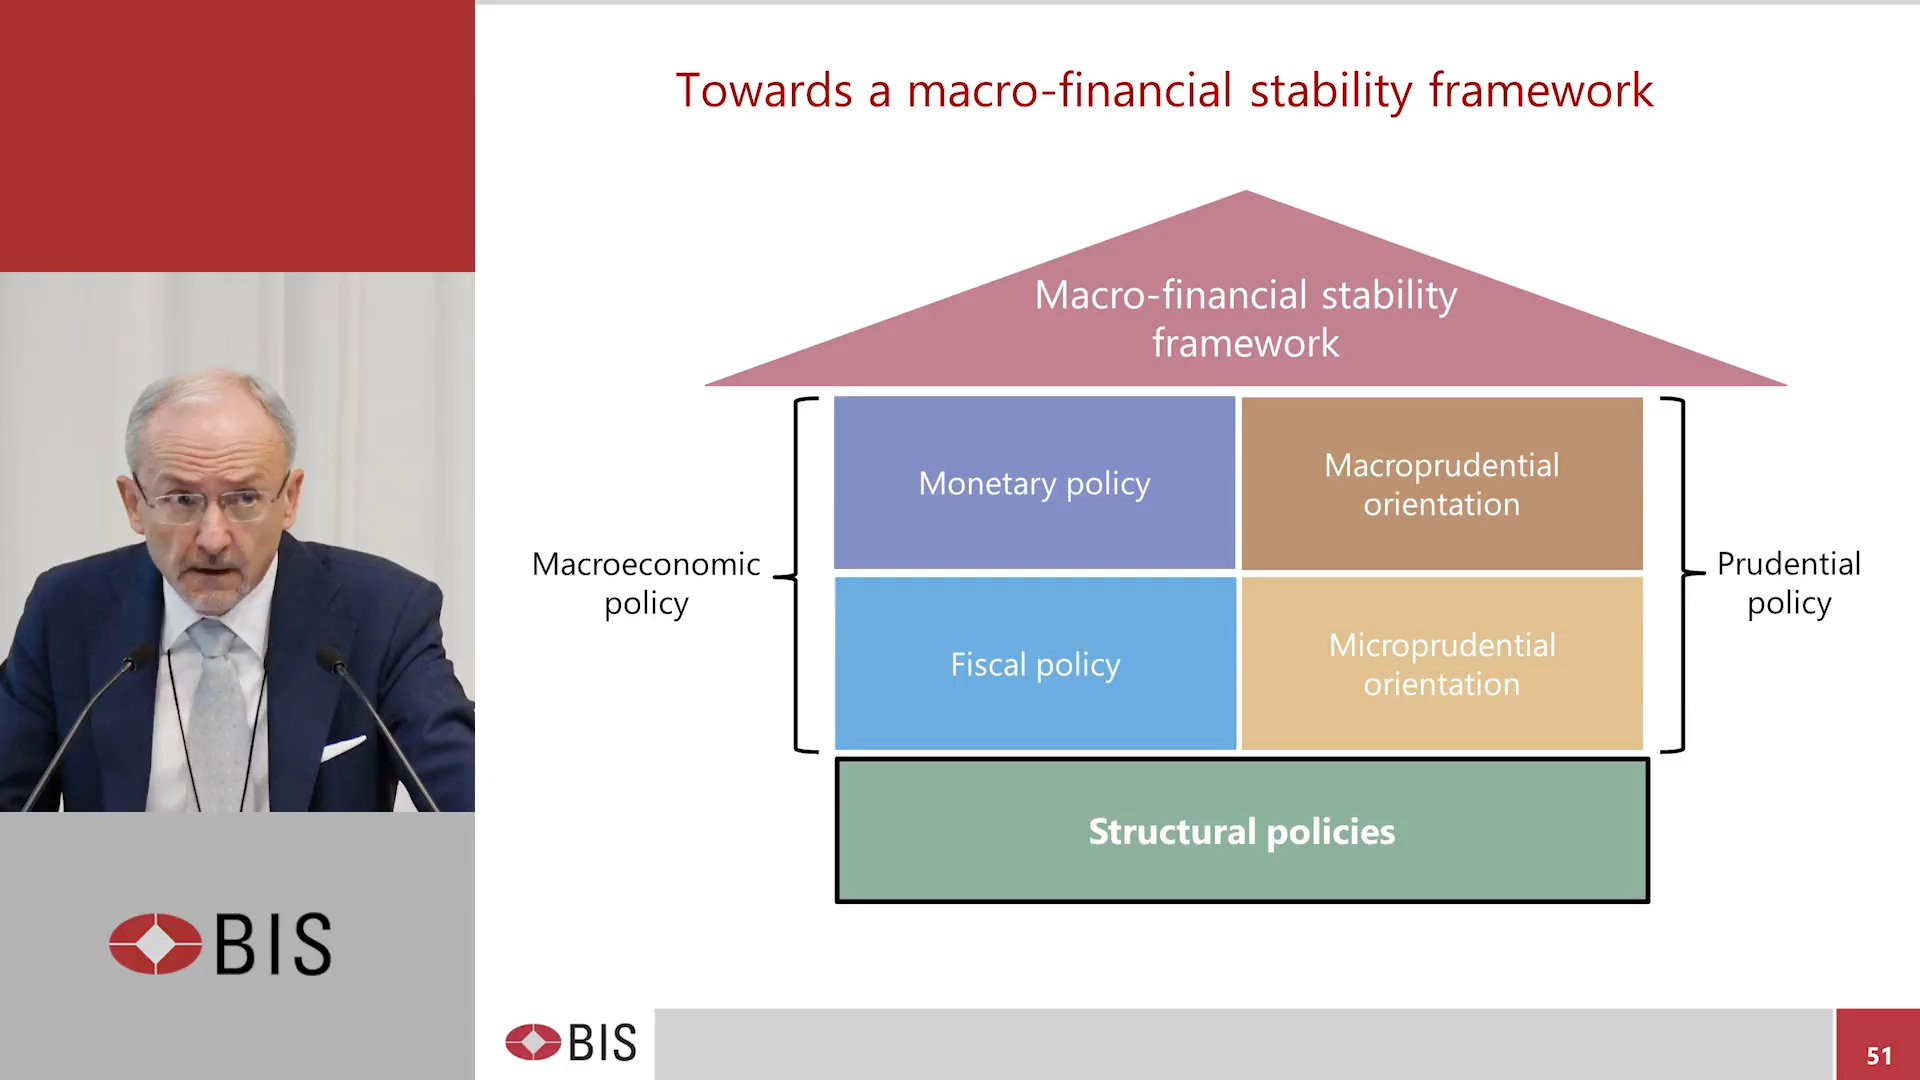 Towards a macro-financial stability framework
Macro-financial stability
framework
Monetary policy
Macroprudential
orientation
Macroeconomic
policy
Prudential
policy
Fiscal policy
Microprudential
orientation
Structural policies
BIS
BIS
51